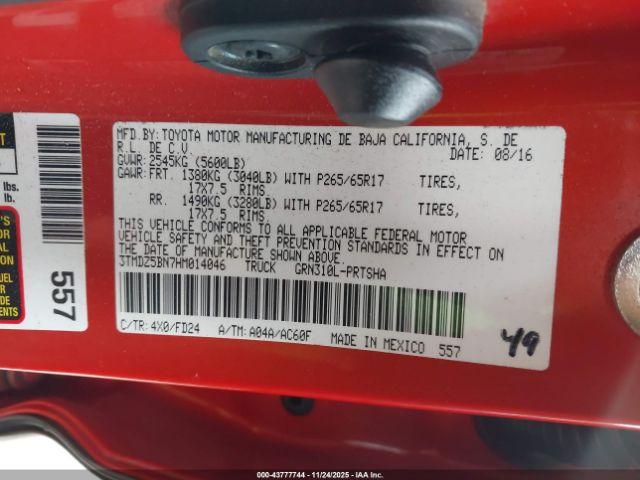 MFD.BY:TOYOTA MOTOR MANUFACTURING DE BAJA CALIFORNIA, S. DE
R.L. DE C.V. DATE: 08/16
GVWR:2545KG (5600LB)
GAWR:FRT. 1380KG (3040LB) WITH P265/65R17 TIRES,
17X7.5 RIMS
RR. 1490KG (3280LB) WITH P265/65R17 TIRES,
17X7.5 RIMS
THIS VEHICLE CONFORMS TO ALL APPLICABLE FEDERAL MOTOR
VEHICLE SAFETY AND THEFT PREVENTION STANDARDS IN EFFECT ON
THE DATE OF MANUFACTURE SHOWN ABOVE.
3TMDZ5BN7HM014046 TRUCK GRN310L-PRTSHA
C/TR:4X0/FD24 A/TM:A04A/AC60F MADE IN MEXICO 557
49
557
lbs.
lbs.
000-43777744 - 11/24/2025 - IAAI.COM